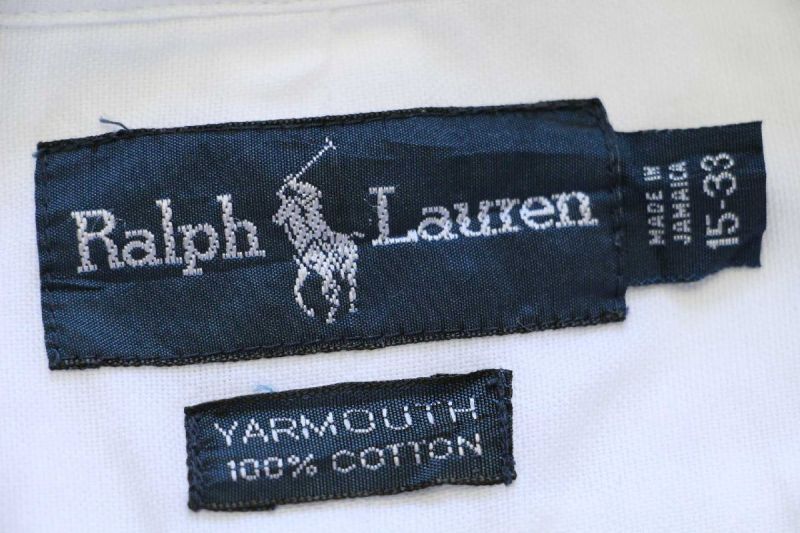 Ralph Lauren
MADE IN
JAMAICA
15-33
YARMOUTH
100% COTTON